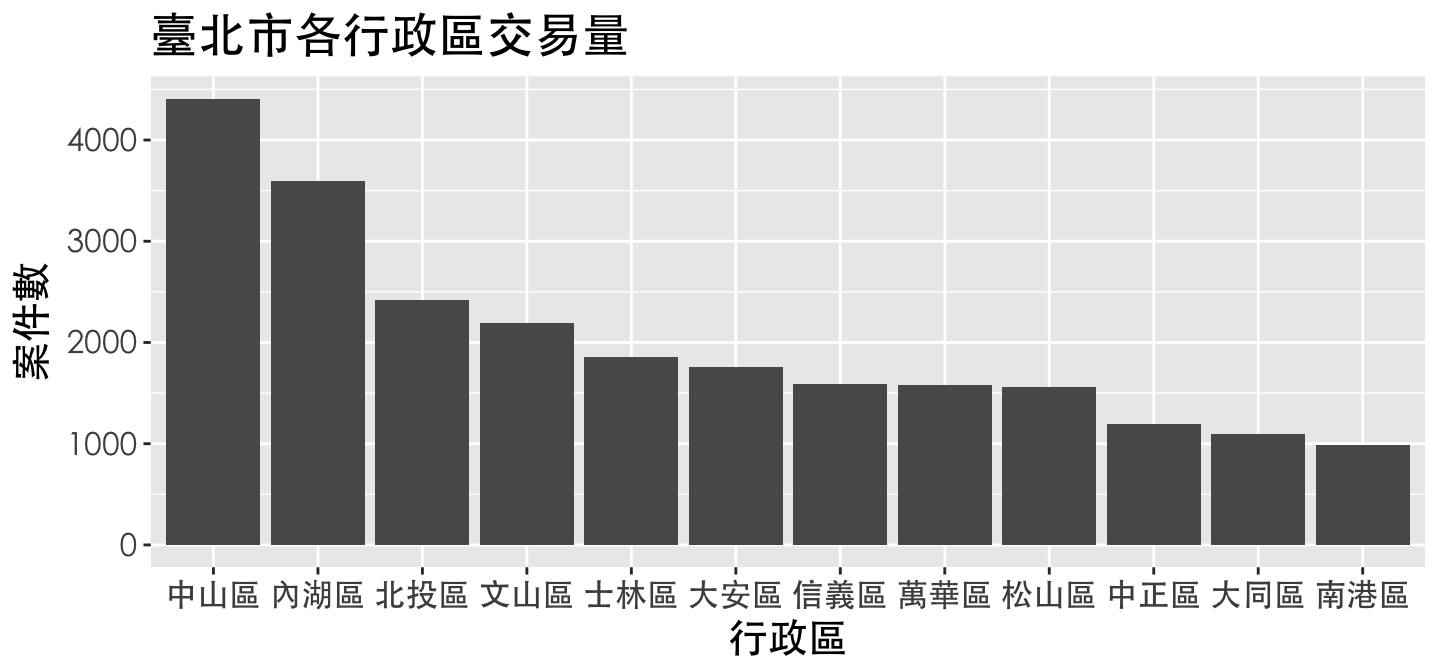 臺北市各行政區交易量
案件數
4000
3000
2000
1000
0
中山區 內湖區 北投區 文山區 士林區 大安區 信義區 萬華區 松山區 中正區 大同區 南港區
行政區